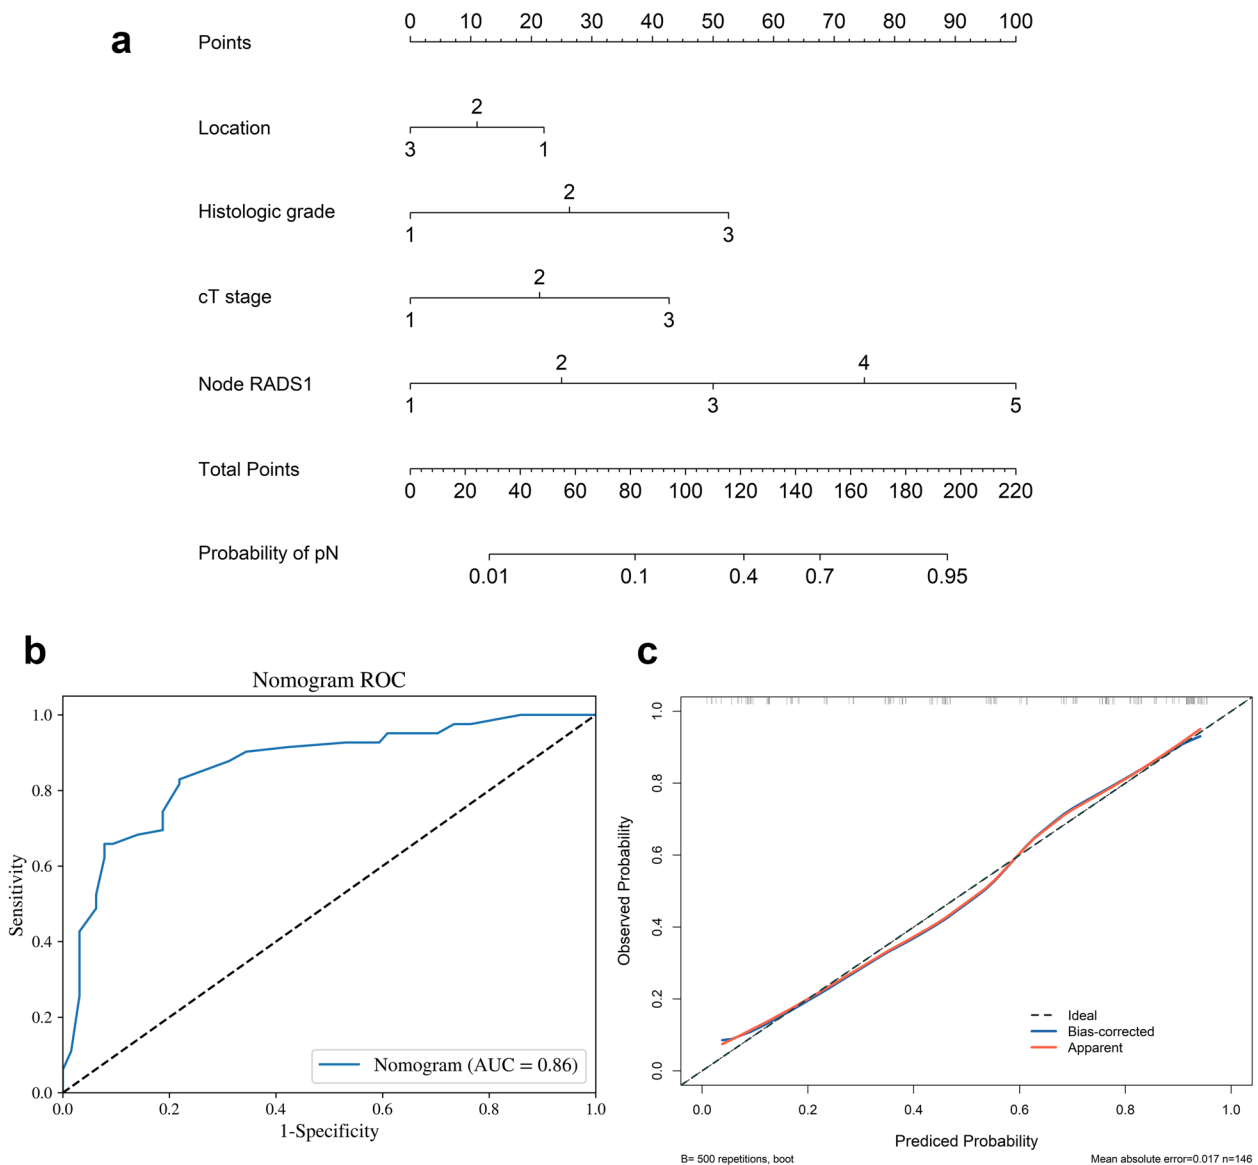 a
0 10 20 30 40 50 60 70 80 90 100
Points
2
Location
3 1
2
Histologic grade
1 3
2
cT stage
1 3
2 4
Node RADS1
1 3 5
Total Points
0 20 40 60 80 100 120 140 160 180 200 220
Probability of pN
0.01 0.1 0.4 0.7 0.95
b
Nomogram ROC
1.0
0.8
0.6
0.4
0.2
0.0
Sensitivity
Nomogram (AUC = 0.86)
0.0 0.2 0.4 0.6 0.8 1.0
1-Specificity
c
1.0
0.8
0.6
0.4
0.2
0.0
Observed Probability
Ideal
Bias-corrected
Apparent
0.0 0.2 0.4 0.6 0.8 1.0
Prediced Probability
B= 500 repetitions, boot
Mean absolute error=0.017 n=146